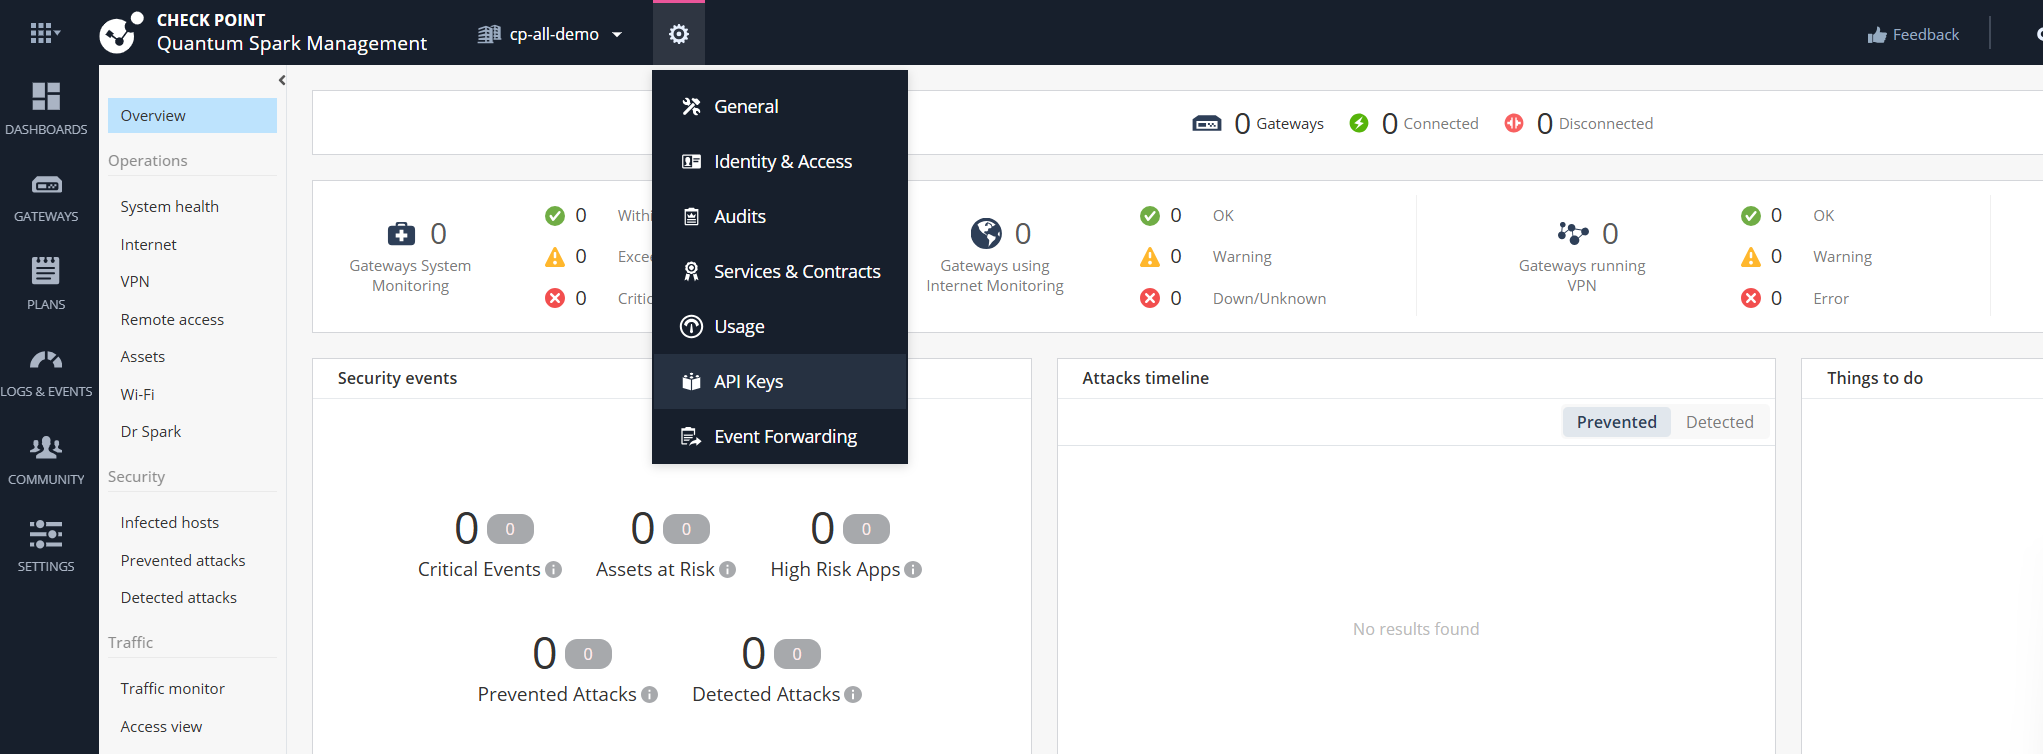 CHECK POINT
Quantum Spark Management
cp-all-demo
Feedback
DASHBOARDS
GATEWAYS
PLANS
LOGS & EVENTS
COMMUNITY
SETTINGS
Overview
Operations
System health
Internet
VPN
Remote access
Assets
Wi-Fi
Dr Spark
Security
Infected hosts
Prevented attacks
Detected attacks
Traffic
Traffic monitor
Access view
General
Identity & Access
Audits
Services & Contracts
Usage
API Keys
Event Forwarding
0 Gateways 0 Connected 0 Disconnected
0
Gateways System
Monitoring
0 Withi
0 Excee
0 Critic
0
Gateways using
Internet Monitoring
0 OK
0 Warning
0 Down/Unknown
0
Gateways running
VPN
0 OK
0 Warning
0 Error
Security events
0 0
Critical Events
0 0
Assets at Risk
0 0
High Risk Apps
0 0
Prevented Attacks
0 0
Detected Attacks
Attacks timeline
Prevented Detected
No results found
Things to do